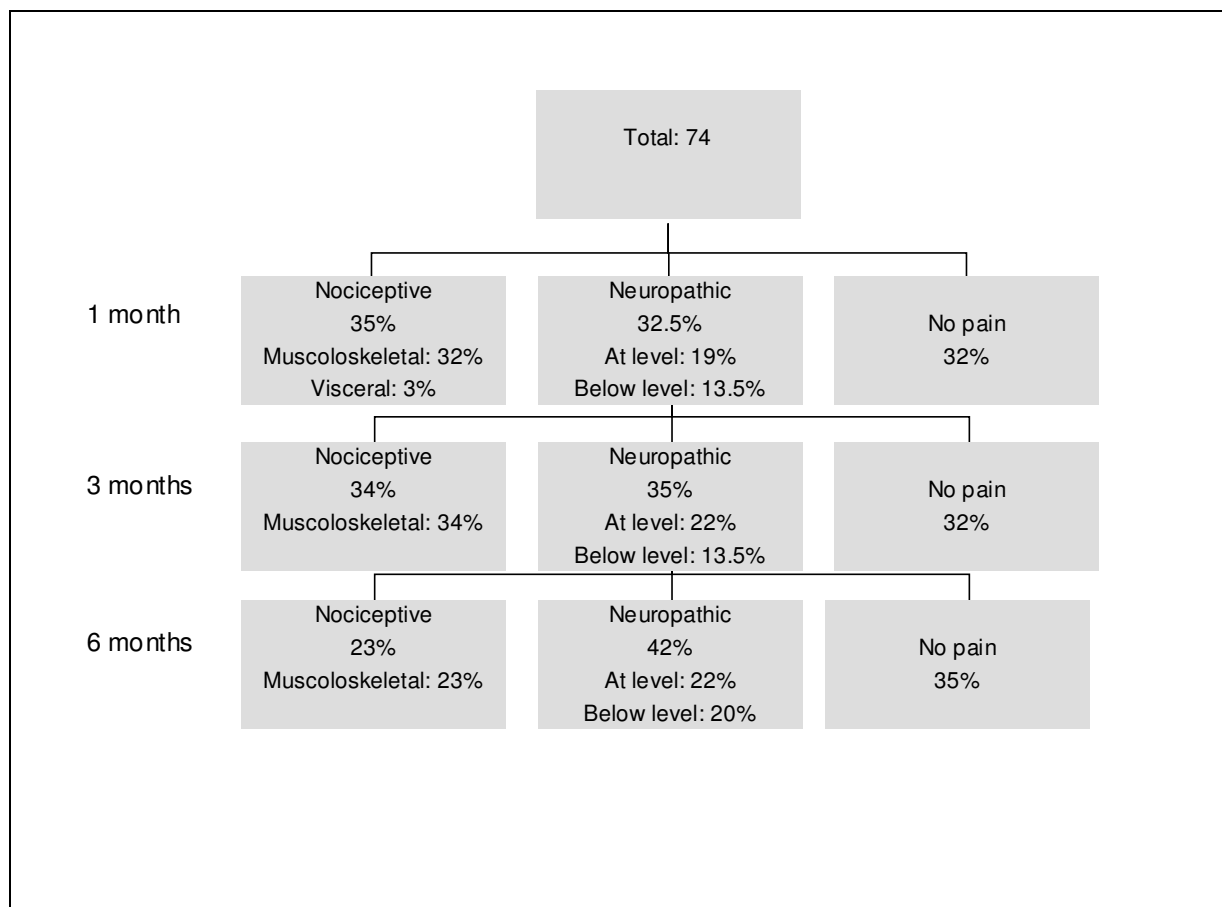 Total: 74
1 month
Nociceptive
35%
Muscoloskeletal: 32%
Visceral: 3%
Neuropathic
32.5%
At level: 19%
Below level: 13.5%
No pain
32%
3 months
Nociceptive
34%
Muscoloskeletal: 34%
Neuropathic
35%
At level: 22%
Below level: 13.5%
No pain
32%
6 months
Nociceptive
23%
Muscoloskeletal: 23%
Neuropathic
42%
At level: 22%
Below level: 20%
No pain
35%